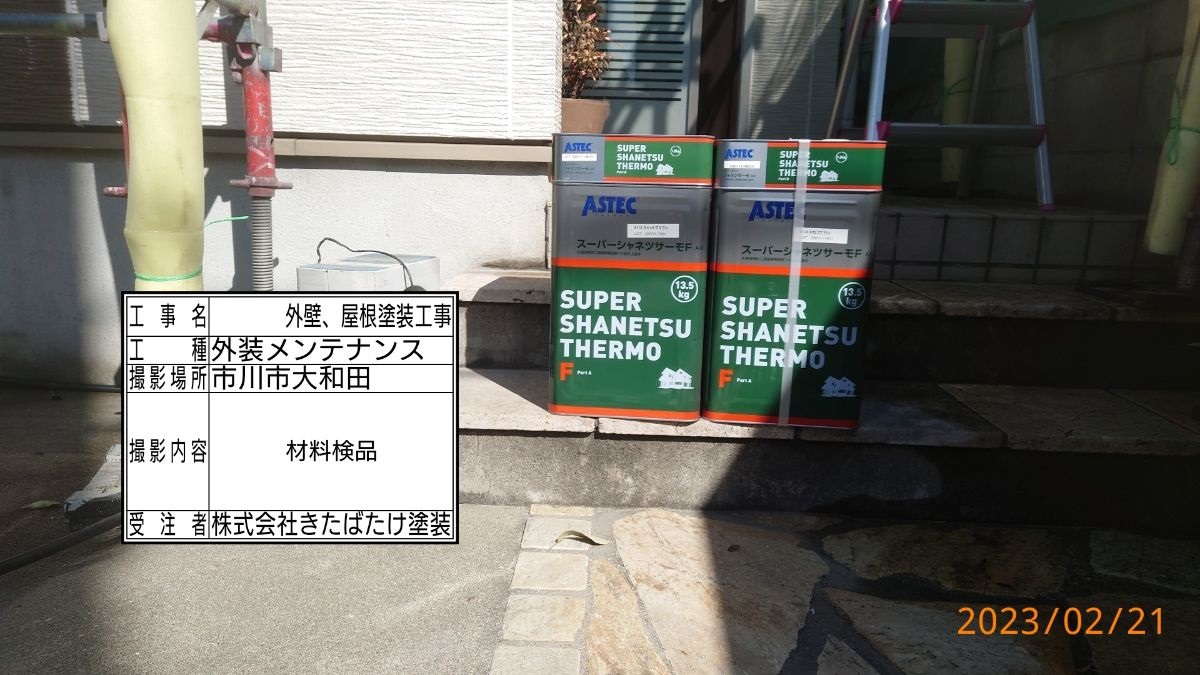 ASTEC
SUPER
SHANETSU
THERMO
Part B
ASTEC
スーパーシャネツサーモF
13.5
kg
SUPER
SHANETSU
THERMO
F Part A
ASTEC
SUPER
SHANETSU
THERMO
Part B
ASTEC
スーパーシャネツサーモF
13.5
kg
SUPER
SHANETSU
THERMO
F Part A
工事名 外壁、屋根塗装工事
工種 外装メンテナンス
撮影場所 市川市大和田
撮影内容 材料検品
受注者 株式会社きたばたけ塗装
2023/02/21